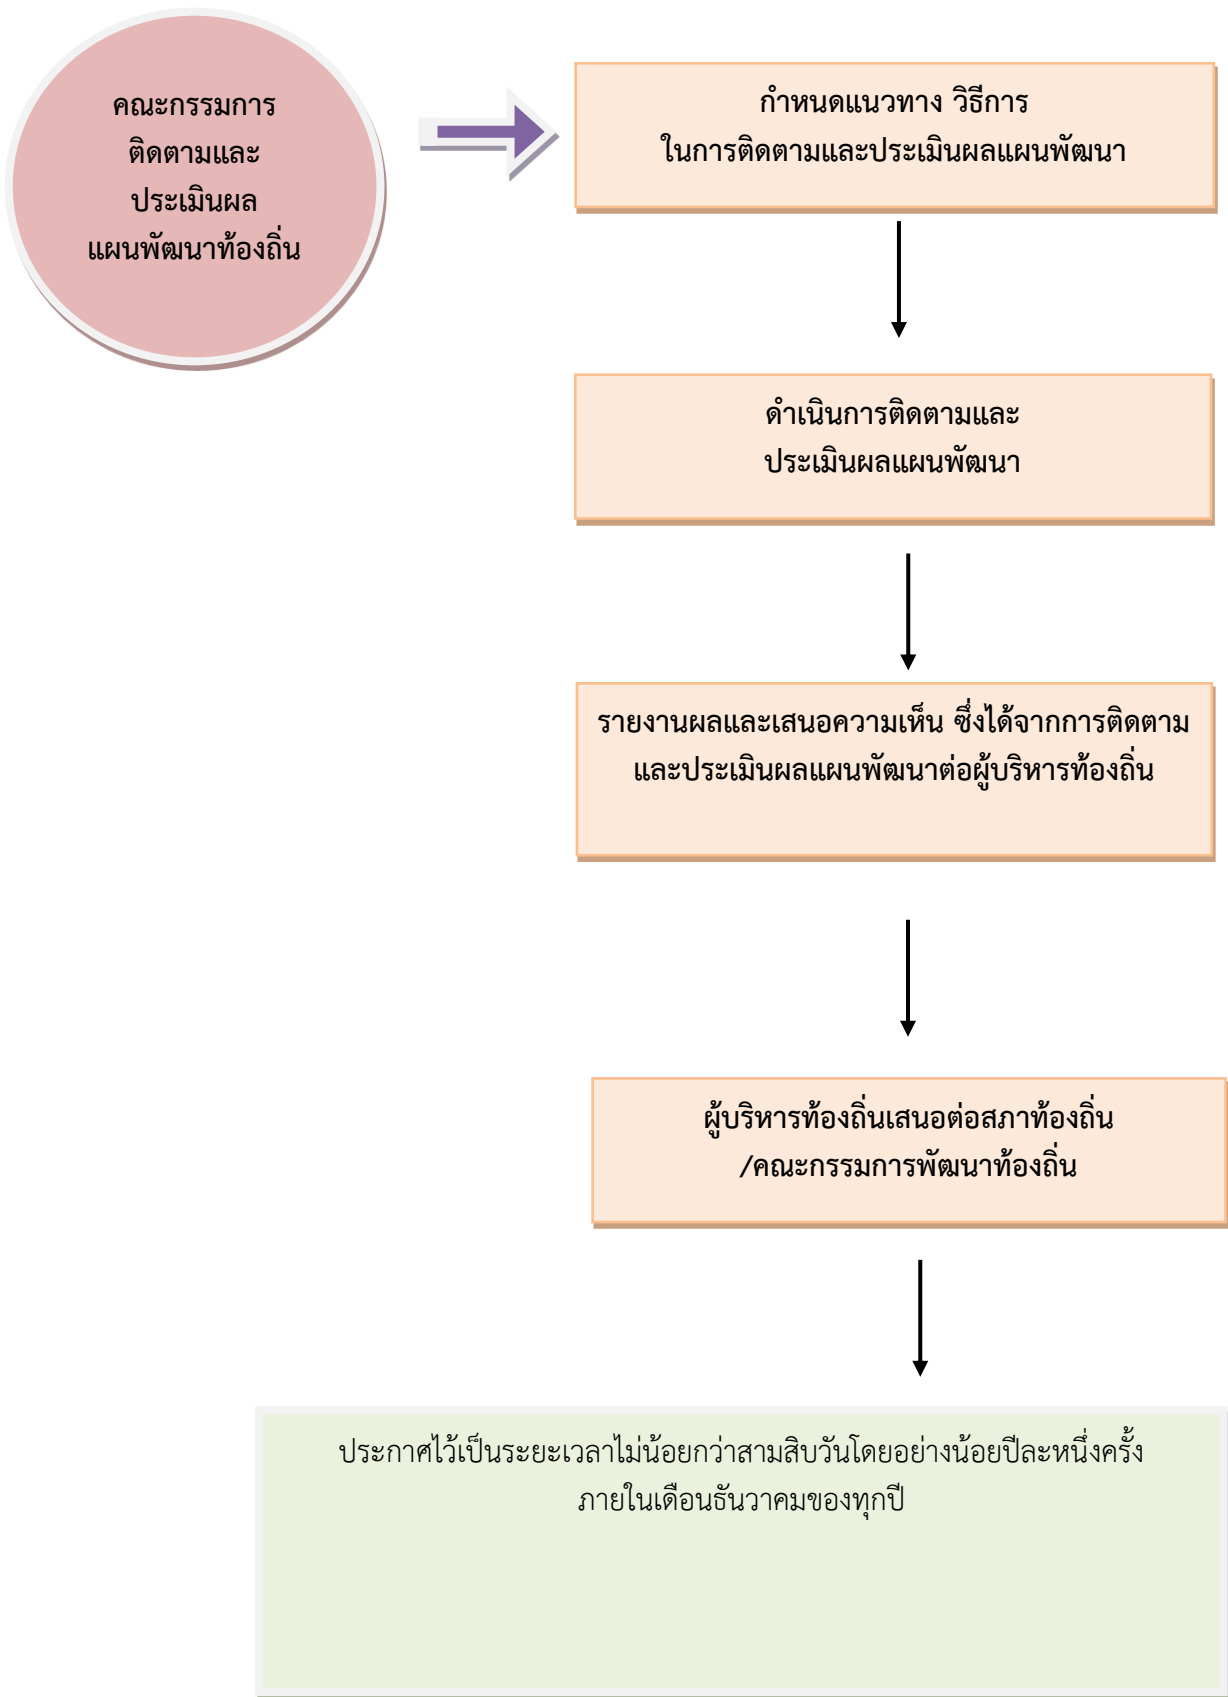 คณะกรรมการ
ติดตามและ
ประเมินผล
แผนพัฒนาท้องถิ่น
กำหนดแนวทาง วิธีการ
ในการติดตามและประเมินผลแผนพัฒนา
ดำเนินการติดตามและ
ประเมินผลแผนพัฒนา
รายงานผลและเสนอความเห็น ซึ่งได้จากการติดตาม
และประเมินผลแผนพัฒนาต่อผู้บริหารท้องถิ่น
ผู้บริหารท้องถิ่นเสนอต่อสภาท้องถิ่น
/คณะกรรมการพัฒนาท้องถิ่น
ประกาศไว้เป็นระยะเวลาไม่น้อยกว่าสามสิบวันโดยอย่างน้อยปีละหนึ่งครั้ง
ภายในเดือนธันวาคมของทุกปี